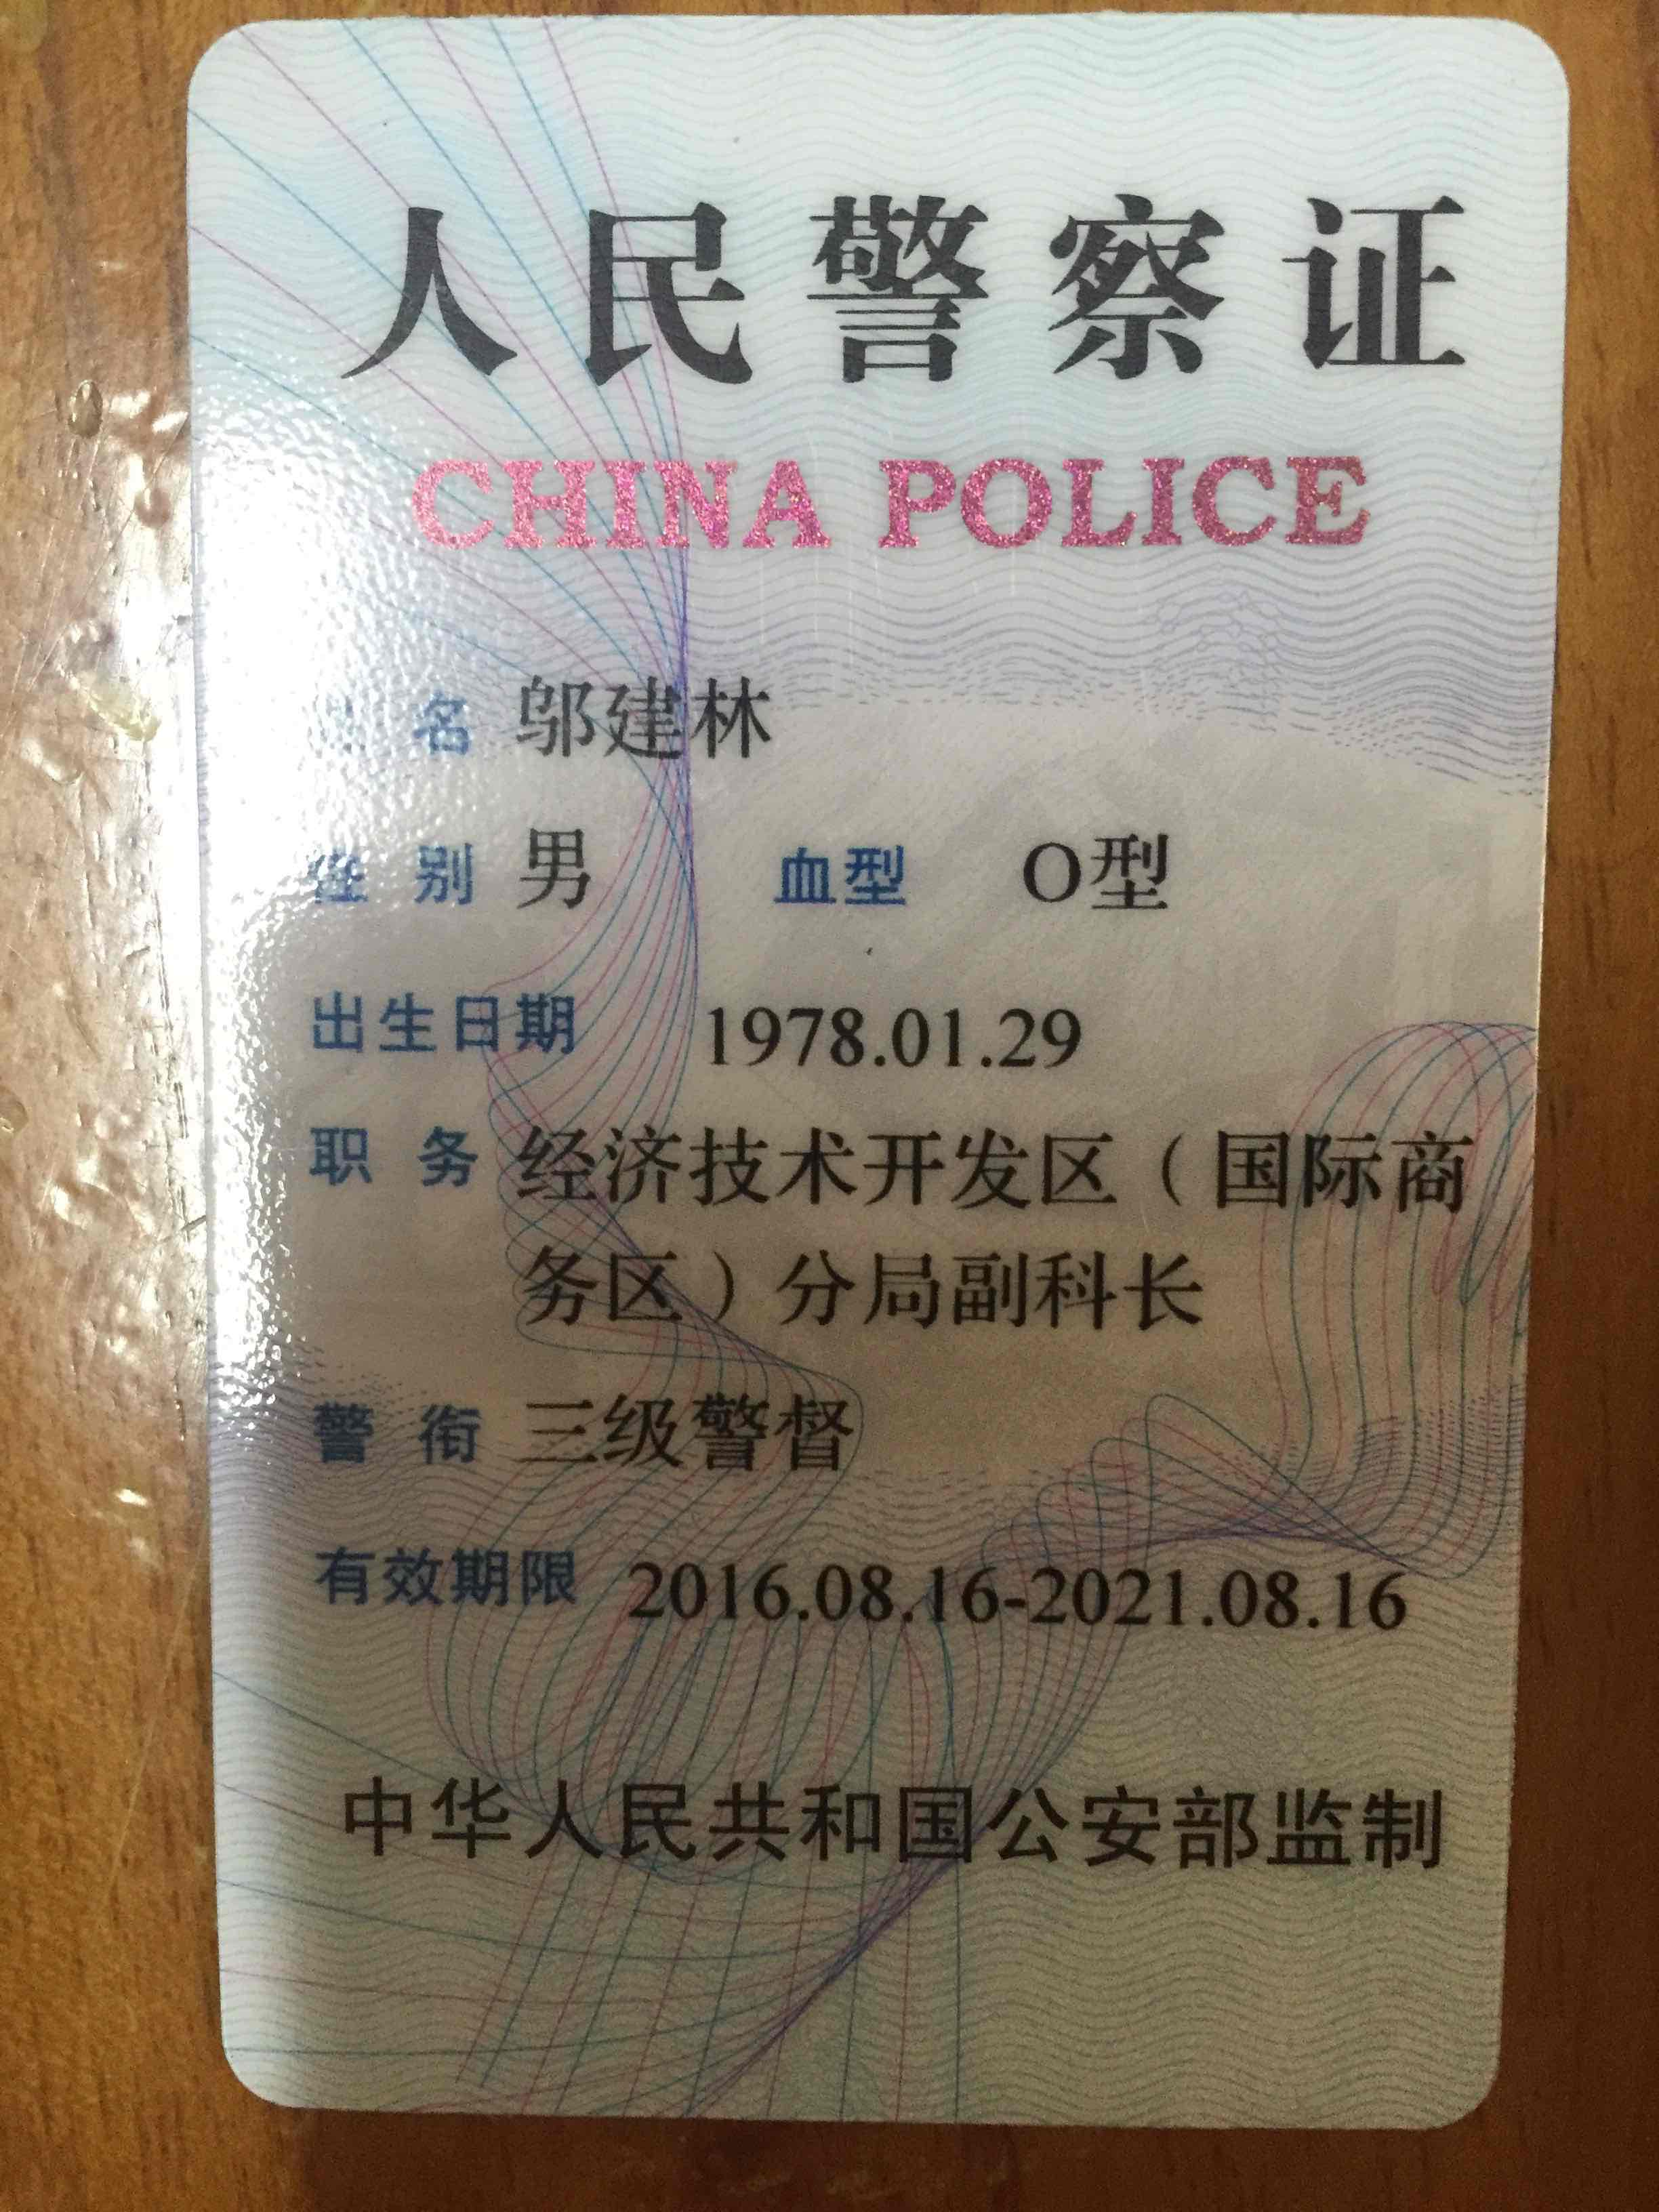 人民警察证
CHINA POLICE
姓 名 邬建林
性 别 男 血型 O型
出生日期 1978.01.29
职 务 经济技术开发区（国际商
务区）分局副科长
警 衔 三级警督
有效期限 2016.08.16-2021.08.16
中华人民共和国公安部监制